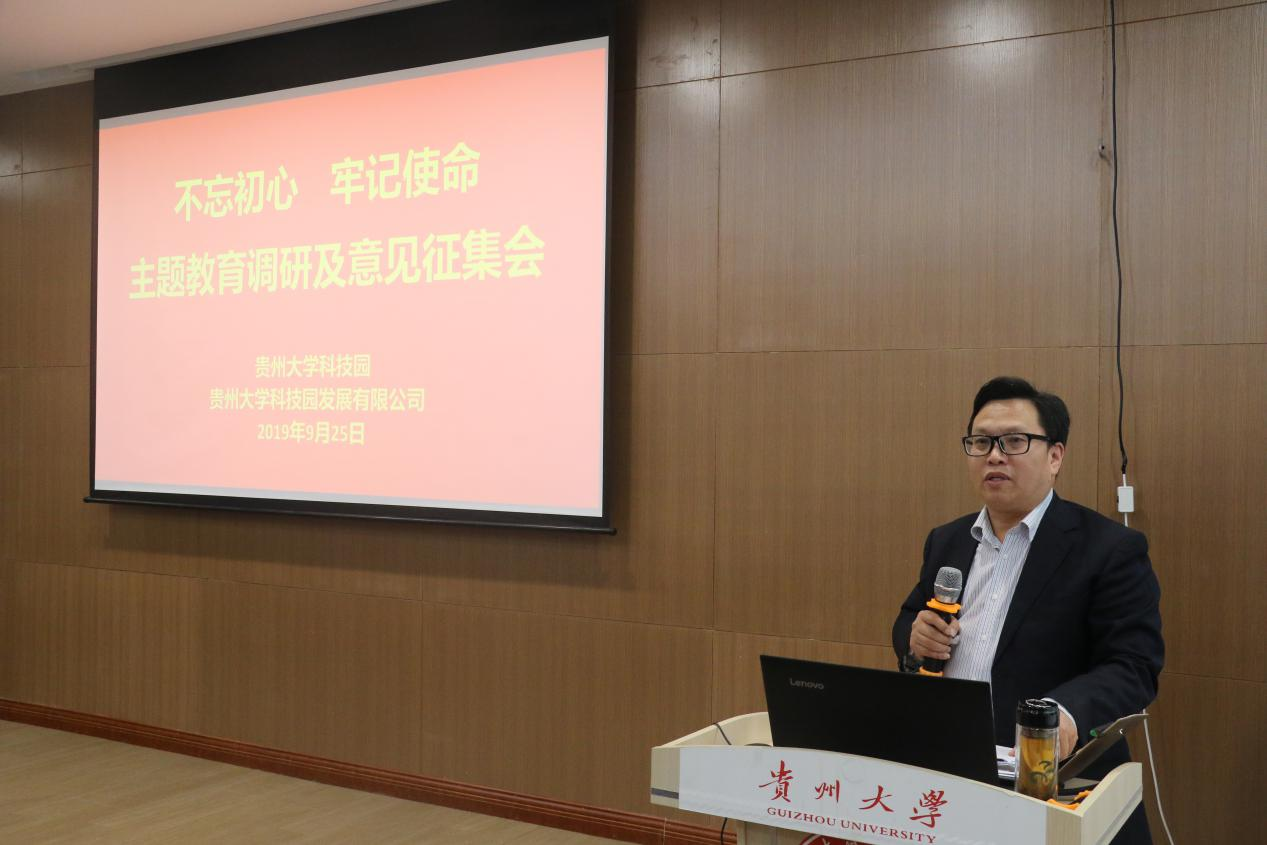 不忘初心 牢记使命
主题教育调研及意见征集会
贵州大学科技园
贵州大学科技园发展有限公司
2019年9月25日
Lenovo
貴州大學
GUIZHOU UNIVERSITY